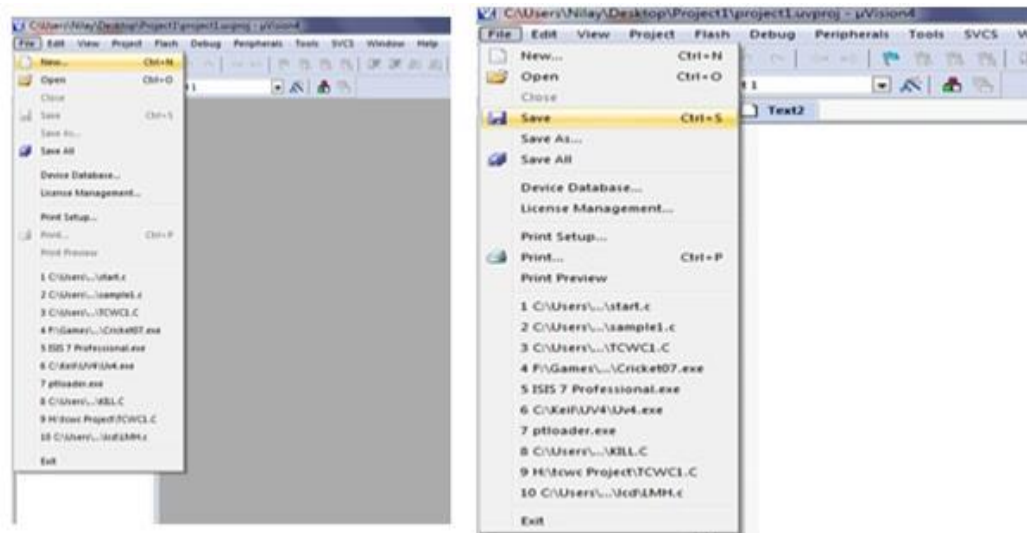 C:\Users\Nilay\Desktop\Project1\project1.uvproj - µVision4
File Edit View Project Flash Debug Peripherals Tools SVCS Window Help
New... Ctrl+N
Open Ctrl+O
Close
Save Ctrl+S
Save As...
Save All
Device Database...
License Management...
Print Setup...
Print... Ctrl+P
Print Preview
1 C:\Users\...\start.c
2 C:\Users\...\sample1.c
3 C:\Users\...\TCWC1.C
4 F:\Games\...\Cricket07.exe
5 ISIS 7 Professional.exe
6 C:\Keil\UV4\Uv4.exe
7 ptloader.exe
8 C:\Users\...\KILL.C
9 H:\tcwc Project\TCWC1.C
10 C:\Users\...\lcd\LMH.c
Exit
C:\Users\Nilay\Desktop\Project1\project1.uvproj - µVision4
File Edit View Project Flash Debug Peripherals Tools SVCS W
New... Ctrl+N
Open Ctrl+O
Close
Save Ctrl+S
Text2
Save As...
Save All
Device Database...
License Management...
Print Setup...
Print... Ctrl+P
Print Preview
1 C:\Users\...\start.c
2 C:\Users\...\sample1.c
3 C:\Users\...\TCWC1.C
4 F:\Games\...\Cricket07.exe
5 ISIS 7 Professional.exe
6 C:\Keil\UV4\Uv4.exe
7 ptloader.exe
8 C:\Users\...\KILL.C
9 H:\tcwc Project\TCWC1.C
10 C:\Users\...\lcd\LMH.c
Exit